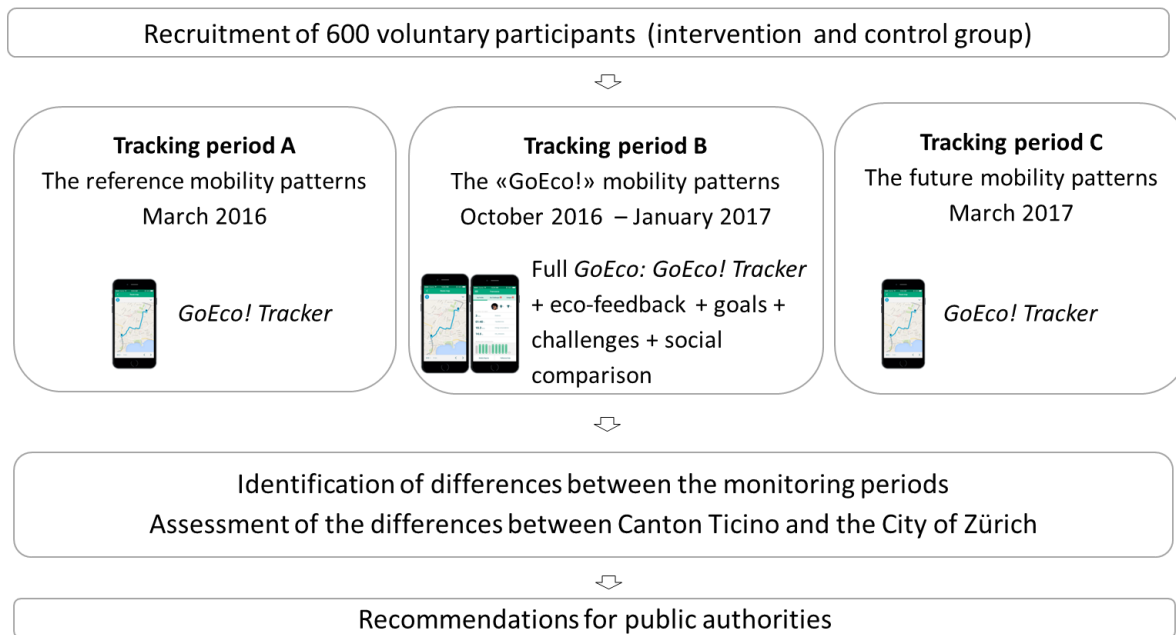 Recruitment of 600 voluntary participants (intervention and control group)
Tracking period A
The reference mobility patterns
March 2016
GoEco! Tracker
Tracking period B
The «GoEco!» mobility patterns
October 2016 – January 2017
Full GoEco: GoEco! Tracker
+ eco-feedback + goals +
challenges + social
comparison
Tracking period C
The future mobility patterns
March 2017
GoEco! Tracker
Identification of differences between the monitoring periods
Assessment of the differences between Canton Ticino and the City of Zürich
Recommendations for public authorities